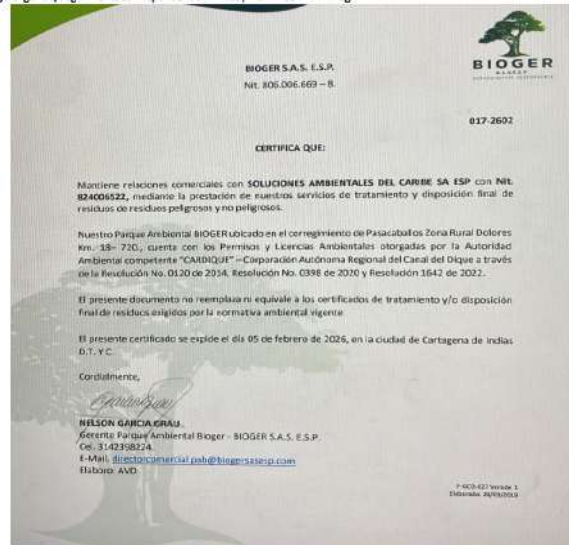 BIOGER
BIOGER S.A.S. E.S.P.
Nit. 806.006.669 – 8.
017-2602
CERTIFICA QUE:
Mantiene relaciones comerciales con SOLUCIONES AMBIENTALES DEL CARIBE SA ESP con Nit.
824006522, mediante la prestación de nuestros servicios de tratamiento y disposición final de
residuos de residuos peligrosos y no peligrosos.
Nuestro Parque Ambiental BIOGER ubicado en el corregimiento de Pasacaballos Zona Rural Dolores
Km. 18– 720, cuenta con los Permisos y Licencias Ambientales otorgadas por la Autoridad
Ambiental competente "CARDIQUE" – Corporación Autónoma Regional del Canal del Dique a través
de la Resolución No. 0120 de 2014, Resolución No. 0398 de 2020 y Resolución 1642 de 2022.
El presente documento no reemplaza ni equivale a los certificados de tratamiento y/o disposición
final de residuos exigidos por la normativa ambiental vigente
El presente certificado se expide el día 05 de febrero de 2026, en la ciudad de Cartagena de Indias
D.T. Y C.
Cordialmente,
NELSON GARCIA GRAU.
Gerente Parque Ambiental Bioger - BIOGER S.A.S. E.S.P.
Cel. 3142398224
E-Mail. directorcomercial.pab@biogersasesp.com
Elaboro: AVD